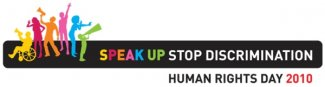 SPEAK UP STOP DISCRIMINATION
HUMAN RIGHTS DAY 2010